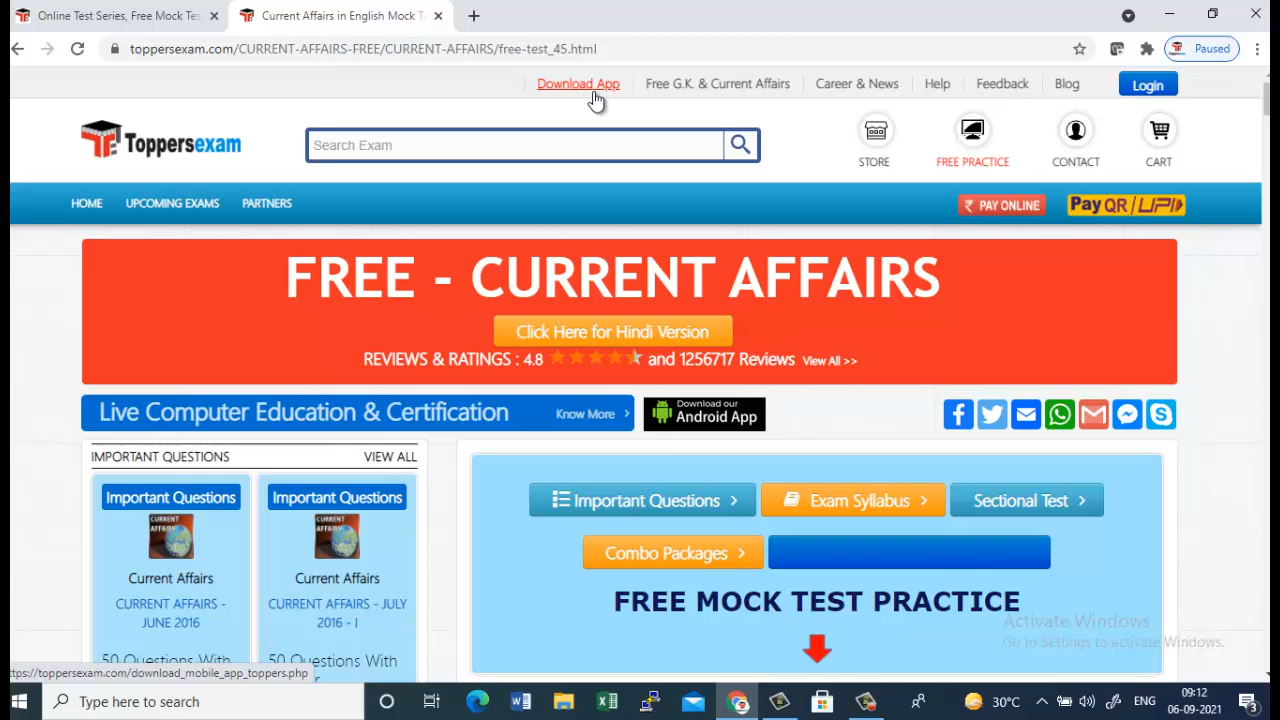 Online Test Series, Free Mock Tes
Current Affairs in English Mock T
toppersexam.com/CURRENT-AFFAIRS-FREE/CURRENT-AFFAIRS/free-test_45.html
Paused
Download App
Free G.K. & Current Affairs
Career & News
Help
Feedback
Blog
Login
Toppersexam
Search Exam
STORE
FREE PRACTICE
CONTACT
CART
HOME
UPCOMING EXAMS
PARTNERS
₹ PAY ONLINE
Pay QR / UPI
FREE - CURRENT AFFAIRS
Click Here for Hindi Version
REVIEWS & RATINGS : 4.8 and 1256717 Reviews View All >>
Live Computer Education & Certification
Know More
Download our
Android App
IMPORTANT QUESTIONS
VIEW ALL
Important Questions
CURRENT AFFAIRS
Current Affairs
CURRENT AFFAIRS -
JUNE 2016
50 Questions With
Important Questions
CURRENT AFFAIRS
Current Affairs
CURRENT AFFAIRS - JULY
2016 - I
50 Questions With
Important Questions
Exam Syllabus
Sectional Test
Combo Packages
FREE MOCK TEST PRACTICE
Activate Windows
Go to Settings to activate Windows.
ttps://toppersexam.com/download_mobile_app_toppers.php
Type here to search
30°C
ENG
09:12
06-09-2021
3